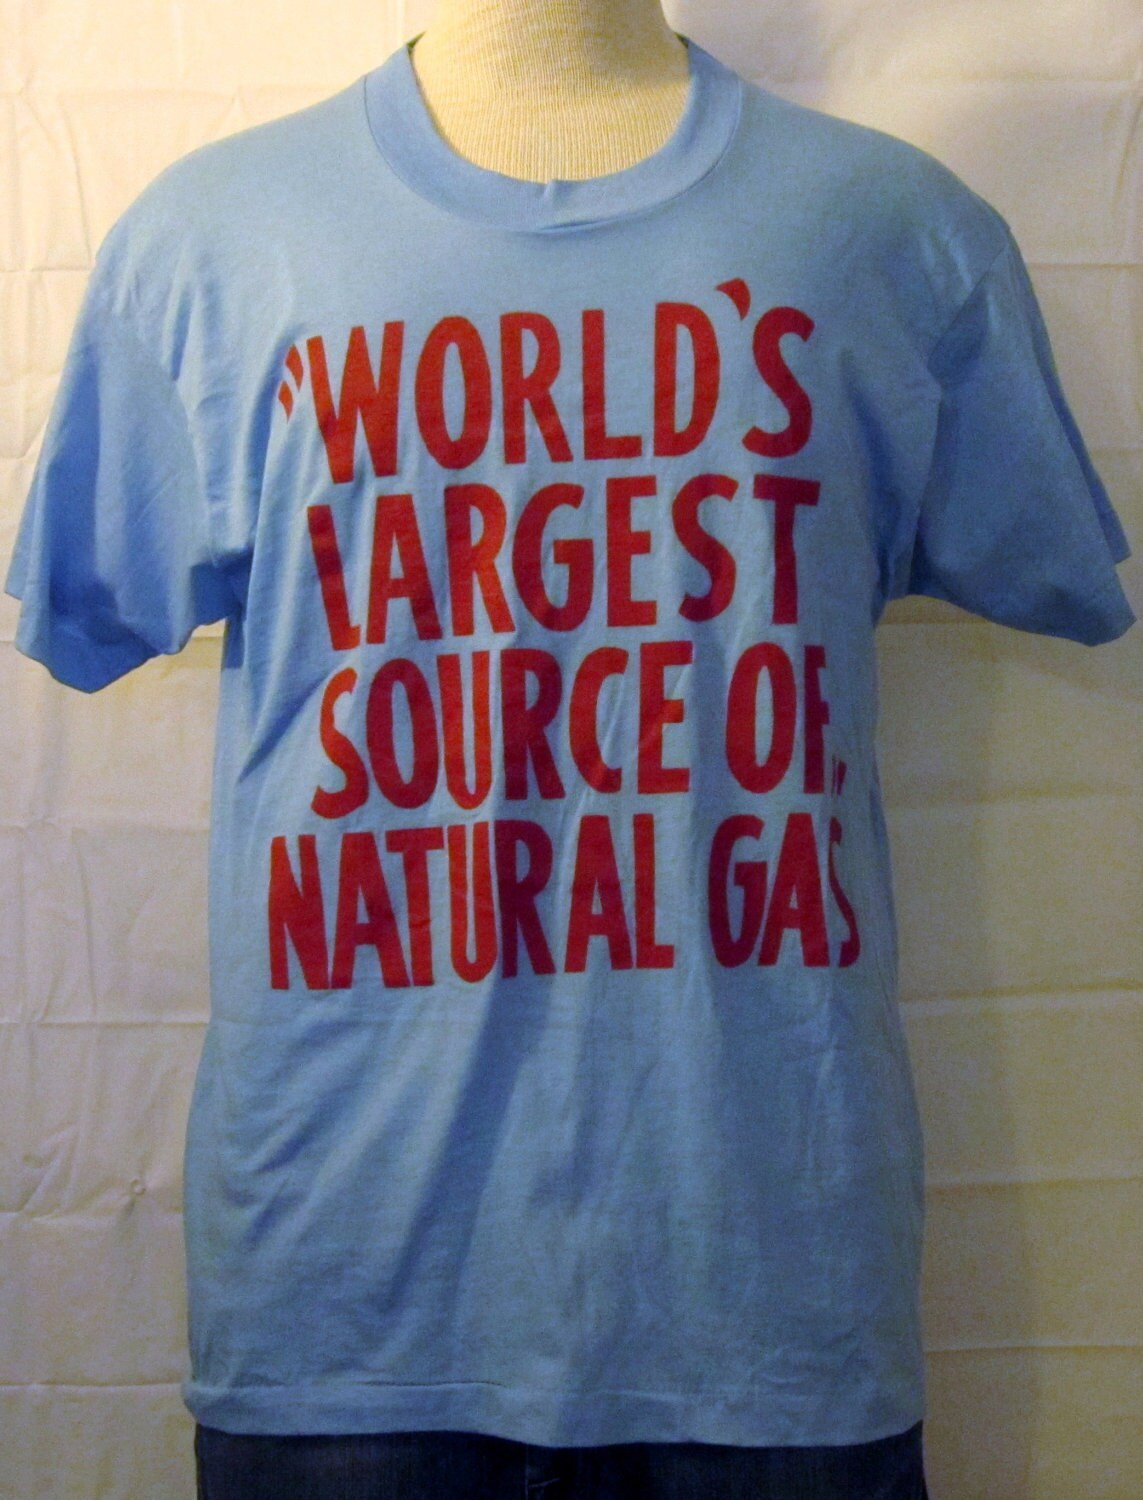 "WORLD'S
LARGEST
SOURCE OF
NATURAL GAS"